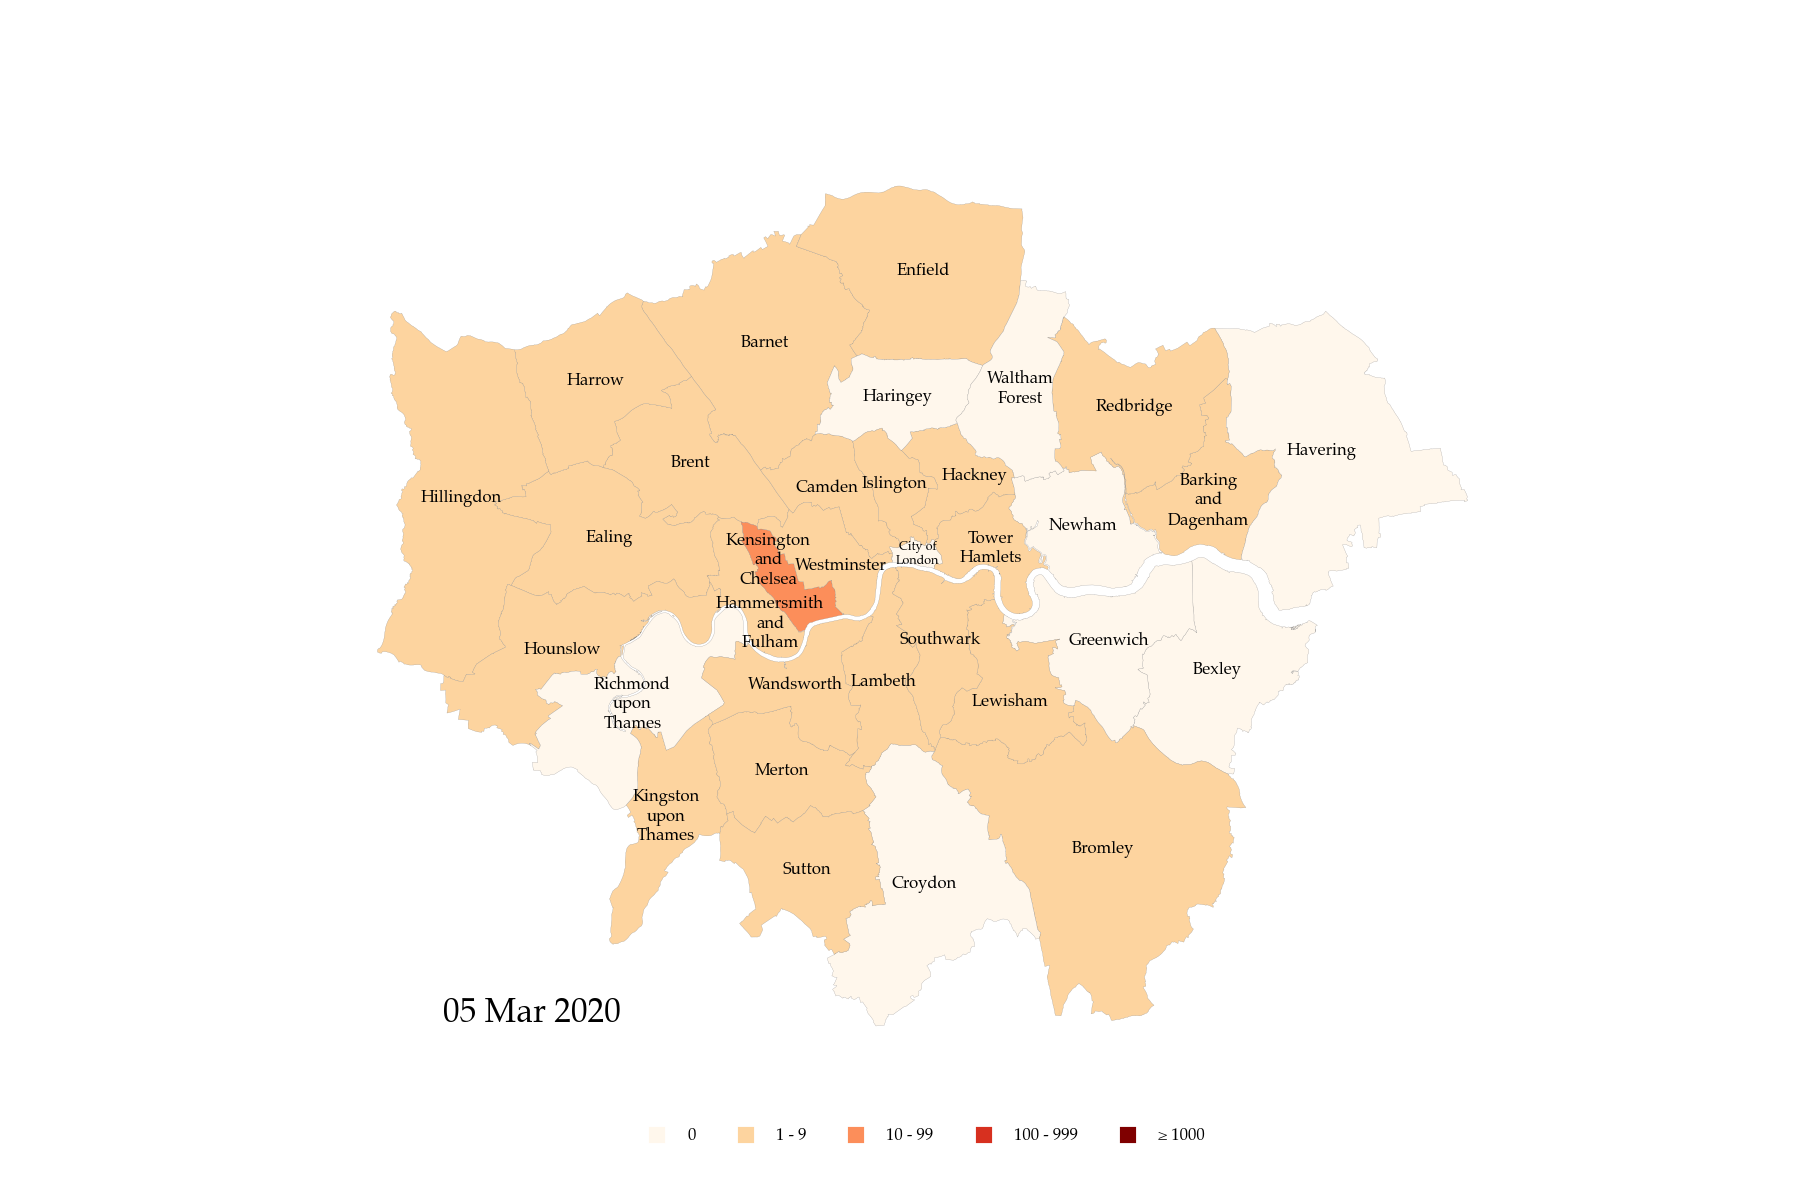 Enfield
Barnet
Harrow
Haringey
Waltham
Forest
Redbridge
Havering
Brent
Hillingdon
Camden
Islington
Hackney
Barking
and
Dagenham
Ealing
Newham
Kensington
and
Chelsea
Westminster
City of
London
Tower
Hamlets
Hammersmith
and
Fulham
Hounslow
Southwark
Greenwich
Bexley
Richmond
upon
Thames
Wandsworth
Lambeth
Lewisham
Merton
Kingston
upon
Thames
Sutton
Croydon
Bromley
05 Mar 2020
0 1 - 9 10 - 99 100 - 999 ≥ 1000